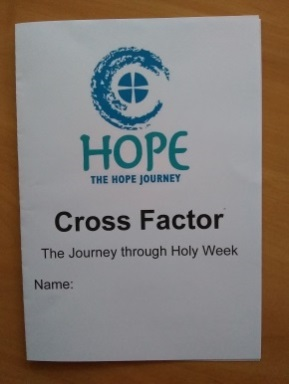 HOPE
THE HOPE JOURNEY
Cross Factor
The Journey through Holy Week
Name: